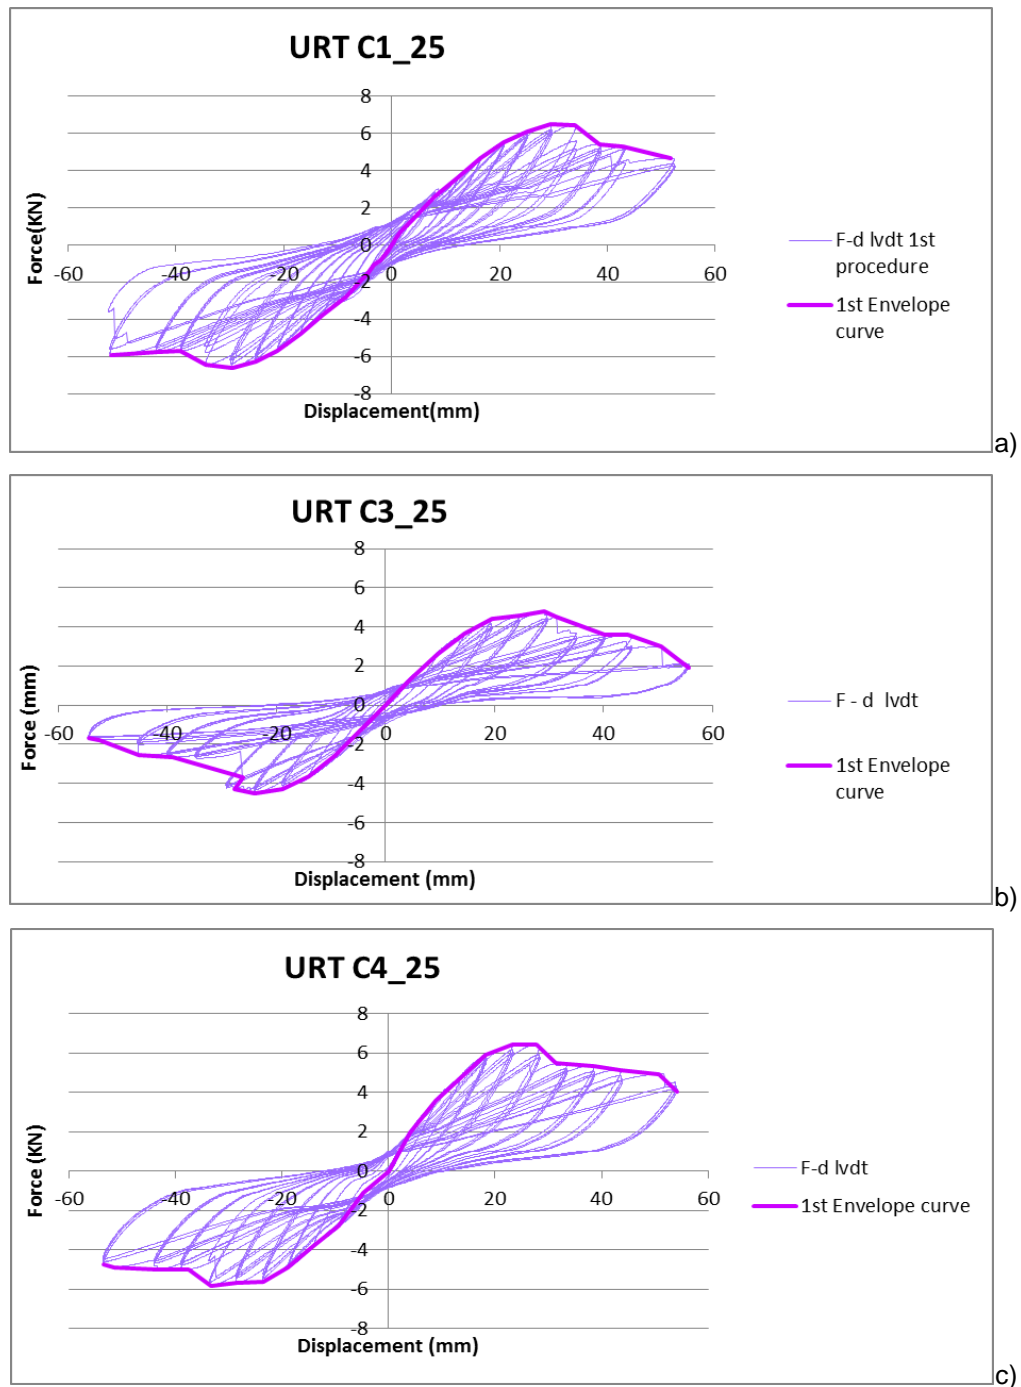 URT C1_25
8
6
4
2
0
-2
-4
-6
-8
-60
-40
-20
0
20
40
60
Force(KN)
Displacement(mm)
F-d lvdt 1st
procedure
1st Envelope
curve
a)
URT C3_25
8
6
4
2
0
-2
-4
-6
-8
-60
-40
-20
0
20
40
60
Force (mm)
Displacement (mm)
F - d lvdt
1st Envelope
curve
b)
URT C4_25
8
6
4
2
0
-2
-4
-6
-8
-60
-40
-20
0
20
40
60
Force (KN)
Displacement (mm)
F-d lvdt
1st Envelope curve
c)